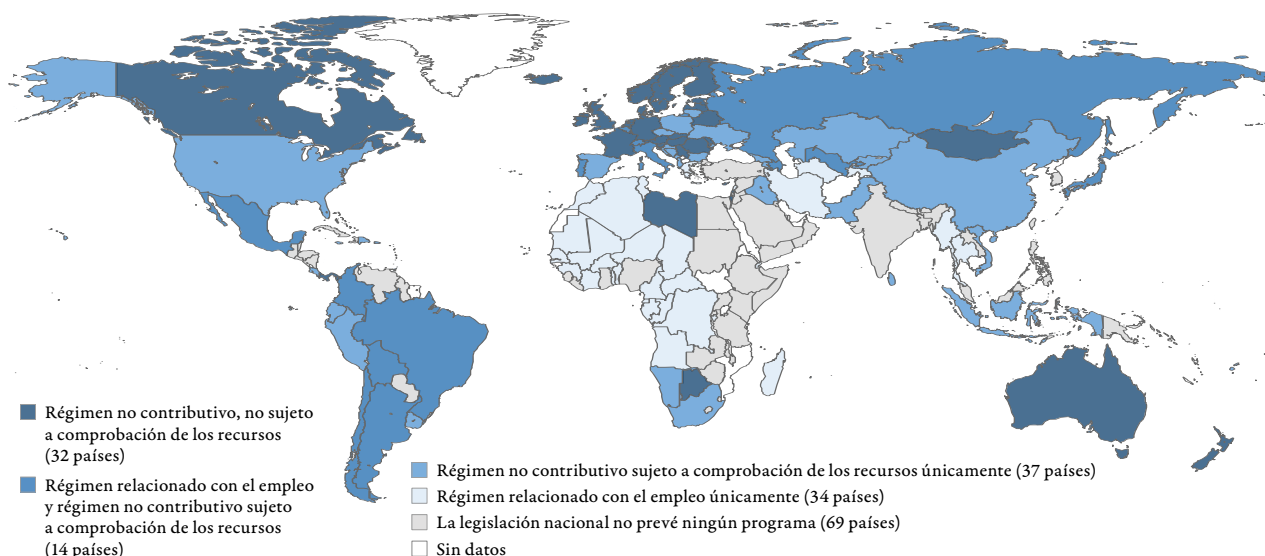 Régimen no contributivo, no sujeto
a comprobación de los recursos
(32 países)
Régimen relacionado con el empleo
y régimen no contributivo sujeto
a comprobación de los recursos
(14 países)
Régimen no contributivo sujeto a comprobación de los recursos únicamente (37 países)
Régimen relacionado con el empleo únicamente (34 países)
La legislación nacional no prevé ningún programa (69 países)
Sin datos